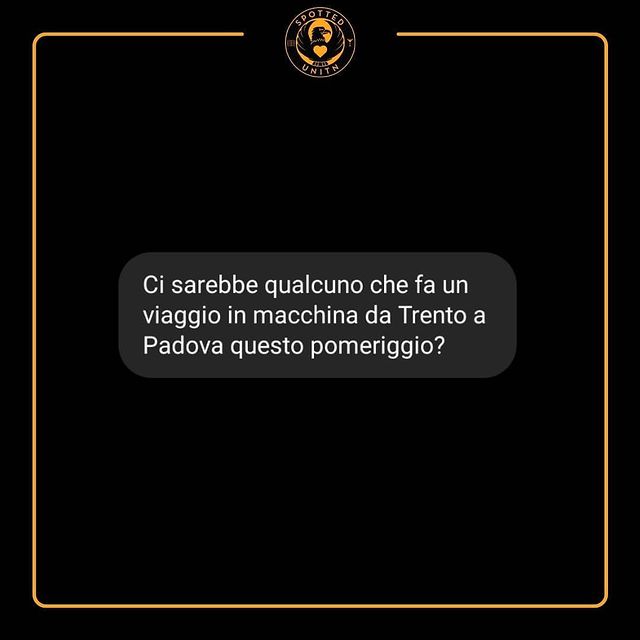 SPOTTED
UNITN
Ci sarebbe qualcuno che fa un
viaggio in macchina da Trento a
Padova questo pomeriggio?